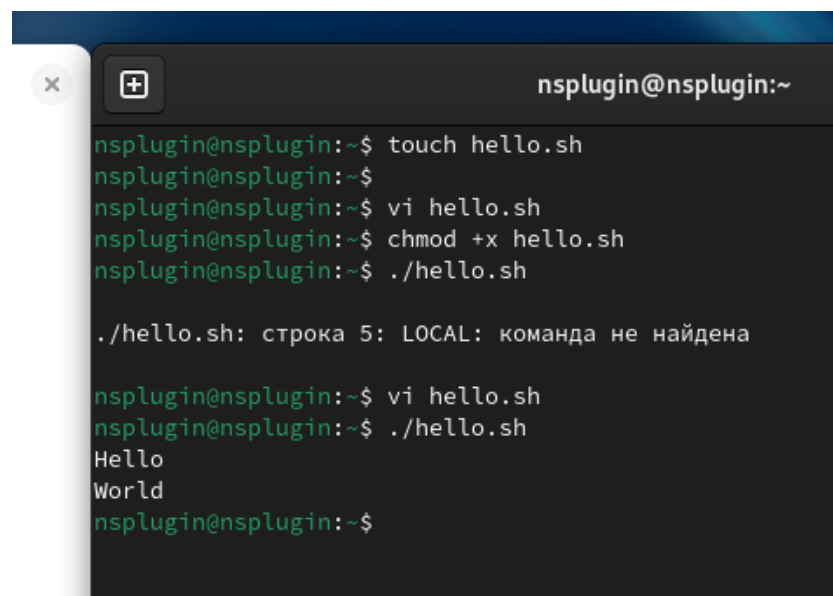 nsplugin@nsplugin:~
nsplugin@nsplugin:~$ touch hello.sh
nsplugin@nsplugin:~$
nsplugin@nsplugin:~$ vi hello.sh
nsplugin@nsplugin:~$ chmod +x hello.sh
nsplugin@nsplugin:~$ ./hello.sh
./hello.sh: строка 5: LOCAL: команда не найдена
nsplugin@nsplugin:~$ vi hello.sh
nsplugin@nsplugin:~$ ./hello.sh
Hello
World
nsplugin@nsplugin:~$